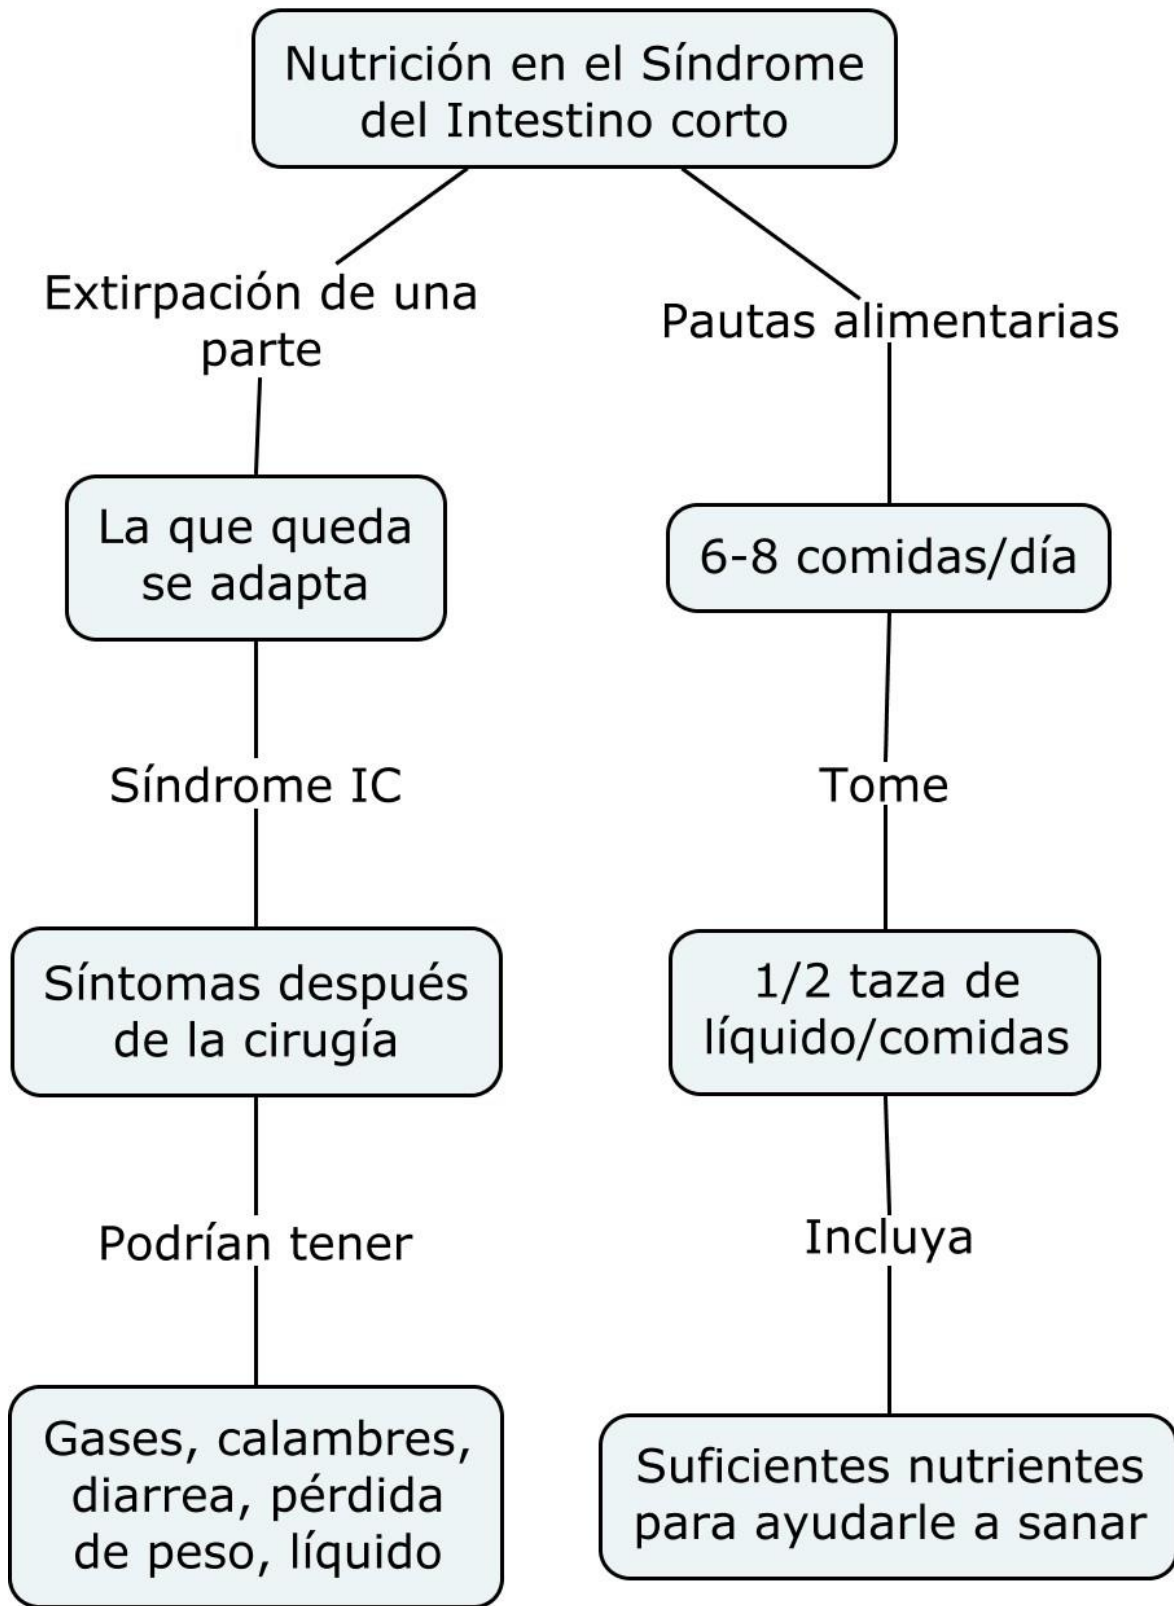 Nutrición en el Síndrome
del Intestino corto
Extirpación de una
parte
La que queda
se adapta
Síndrome IC
Síntomas después
de la cirugía
Podrían tener
Gases, calambres,
diarrea, pérdida
de peso, líquido
Pautas alimentarias
6-8 comidas/día
Tome
1/2 taza de
líquido/comidas
Incluya
Suficientes nutrientes
para ayudarle a sanar